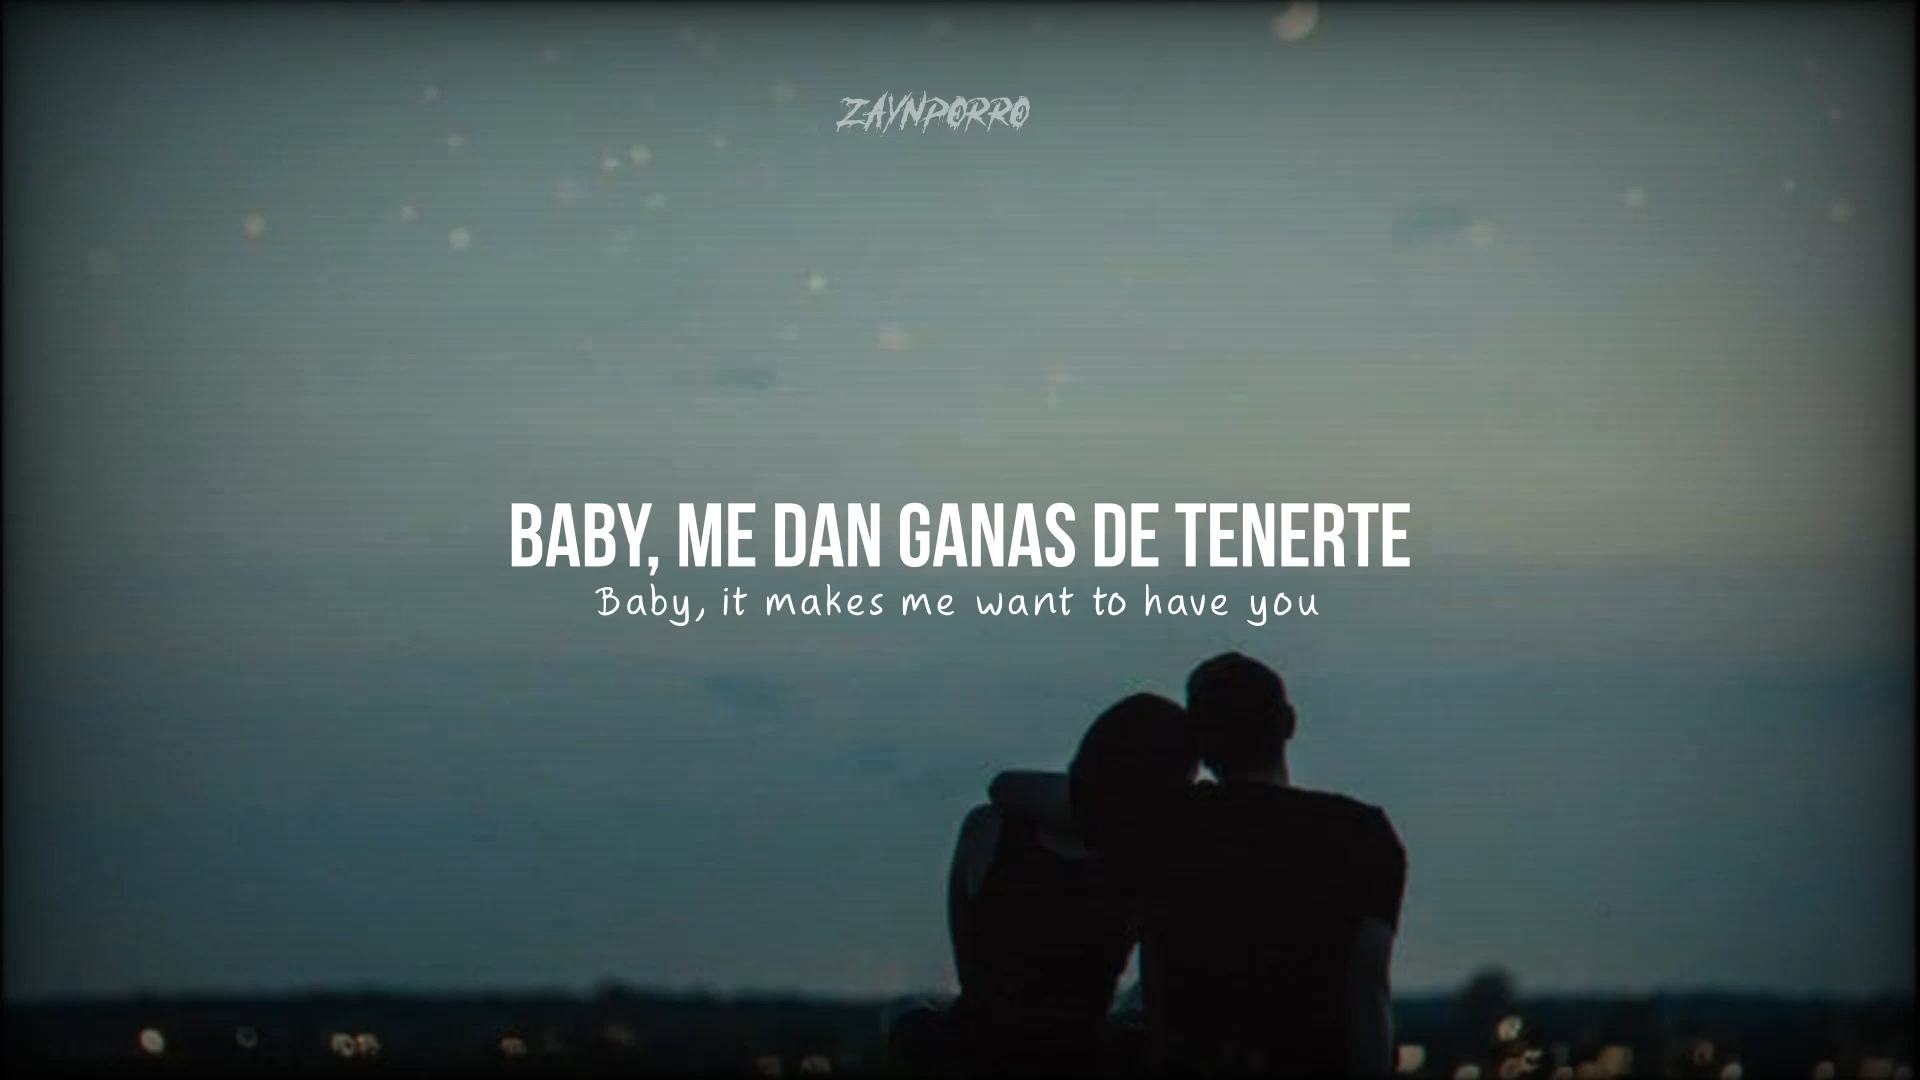 ZAYNPORRO
BABY, ME DAN GANAS DE TENERTE
Baby, it makes me want to have you